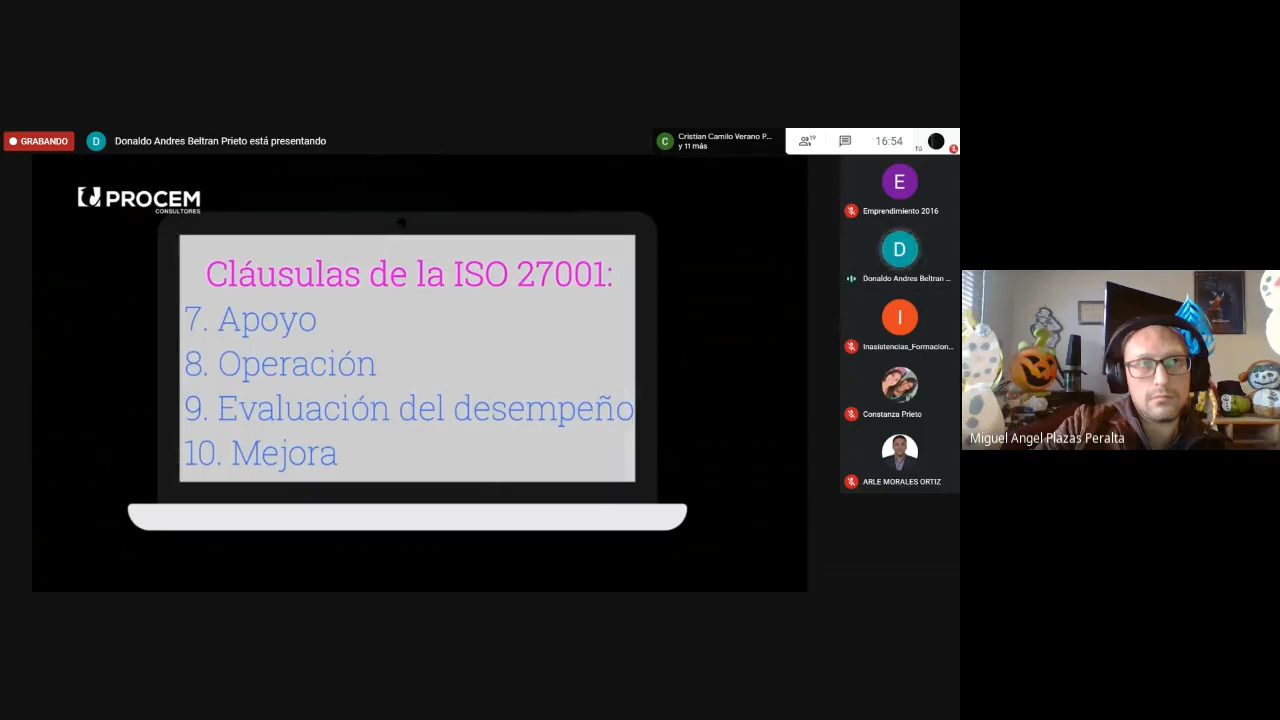 GRABANDO
D
Donaldo Andres Beltran Prieto está presentando
C
Cristian Camilo Verano P...
y 11 más
19
16:54
Tú
PROCEM
CONSULTORES
Cláusulas de la ISO 27001:
7. Apoyo
8. Operación
9. Evaluación del desempeño
10. Mejora
E
Emprendimiento 2016
D
Donaldo Andres Beltran ...
I
Inasistencias_Formacion...
Constanza Prieto
ARLE MORALES ORTIZ
Miguel Angel Plazas Peralta